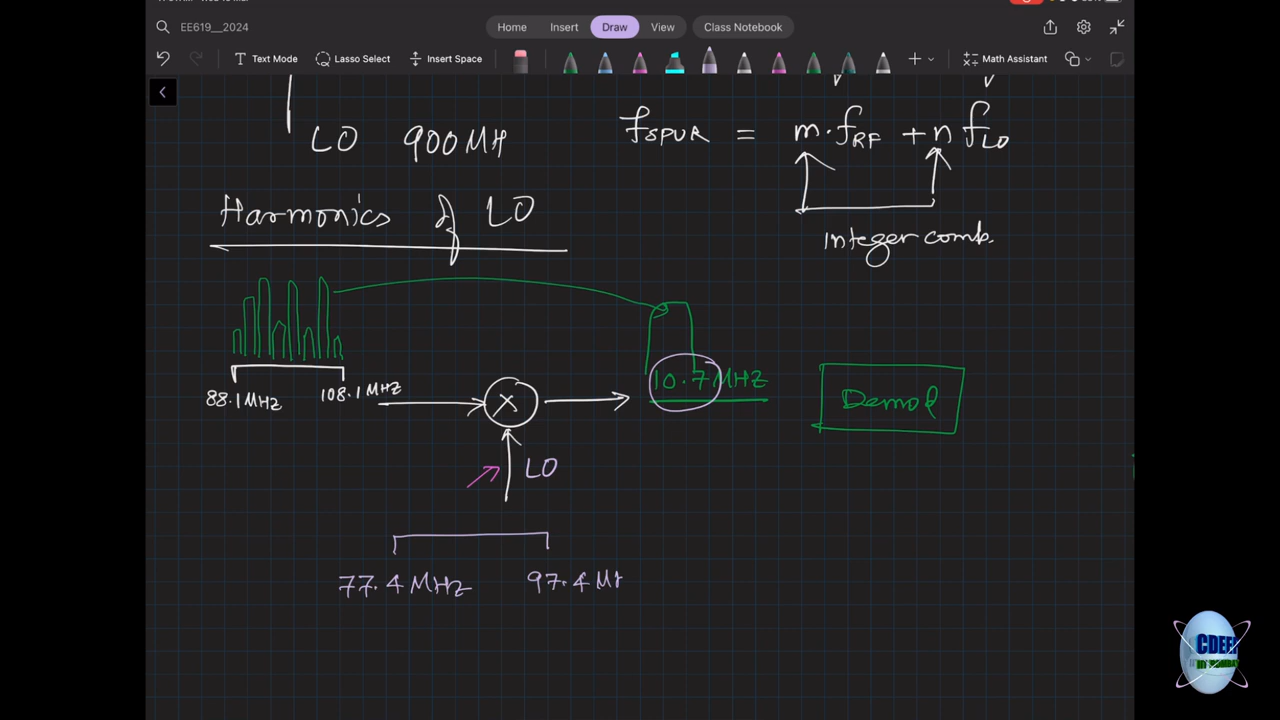 EE619__2024
Home Insert Draw View Class Notebook
Text Mode Lasso Select Insert Space Math Assistant
LO 900MH
fSPUR = m·fRF + n fLO
Harmonics of LO
Integer comb.
88.1MHz
108.1MHz
X
10.7MHz
Demod
LO
77.4MHz
97.4MH
CDEEP
IIT BOMBAY